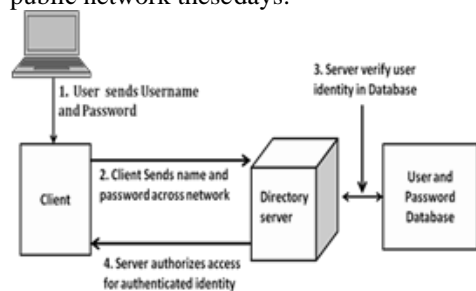 public network thesedays.
1. User sends Username
and Password
3. Server verify user
identity in Database
2. Client Sends name and
password across network
Client
Directory
server
User and
Password
Database
4. Server authorizes access
for authenticated identity